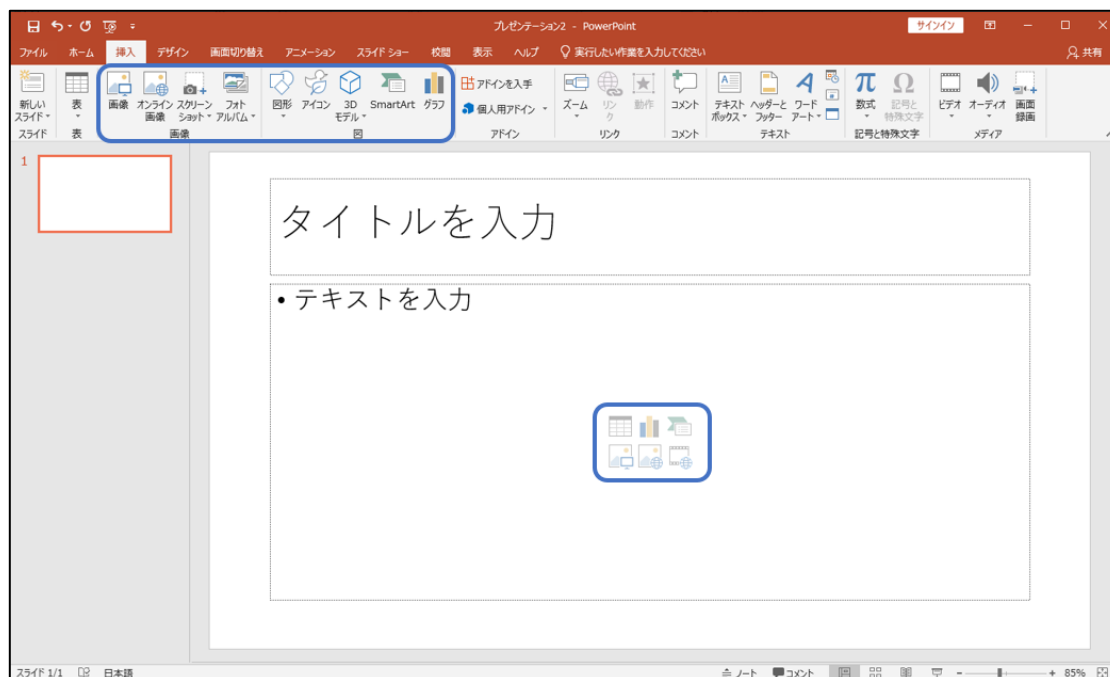 プレゼンテーション2 - PowerPoint
サインイン
ファイル ホーム 挿入 デザイン 画面切り替え アニメーション スライド ショー 校閲 表示 ヘルプ 実行したい作業を入力してください 共有
新しい
スライド
表
画像
オンライン
画像
スクリーン
ショット
フォト
アルバム
図形
アイコン
3D
モデル
SmartArt
グラフ
アドインを入手
個人用アドイン
ズーム
リン
ク
動作
コメント
テキスト
ボックス
ヘッダーと
フッター
ワード
アート
数式
記号と
特殊文字
ビデオ
オーディオ
画面
録画
スライド 表 画像 図 アドイン リンク コメント テキスト 記号と特殊文字 メディア
1
タイトルを入力
• テキストを入力
スライド 1/1 日本語 ノート コメント 85%